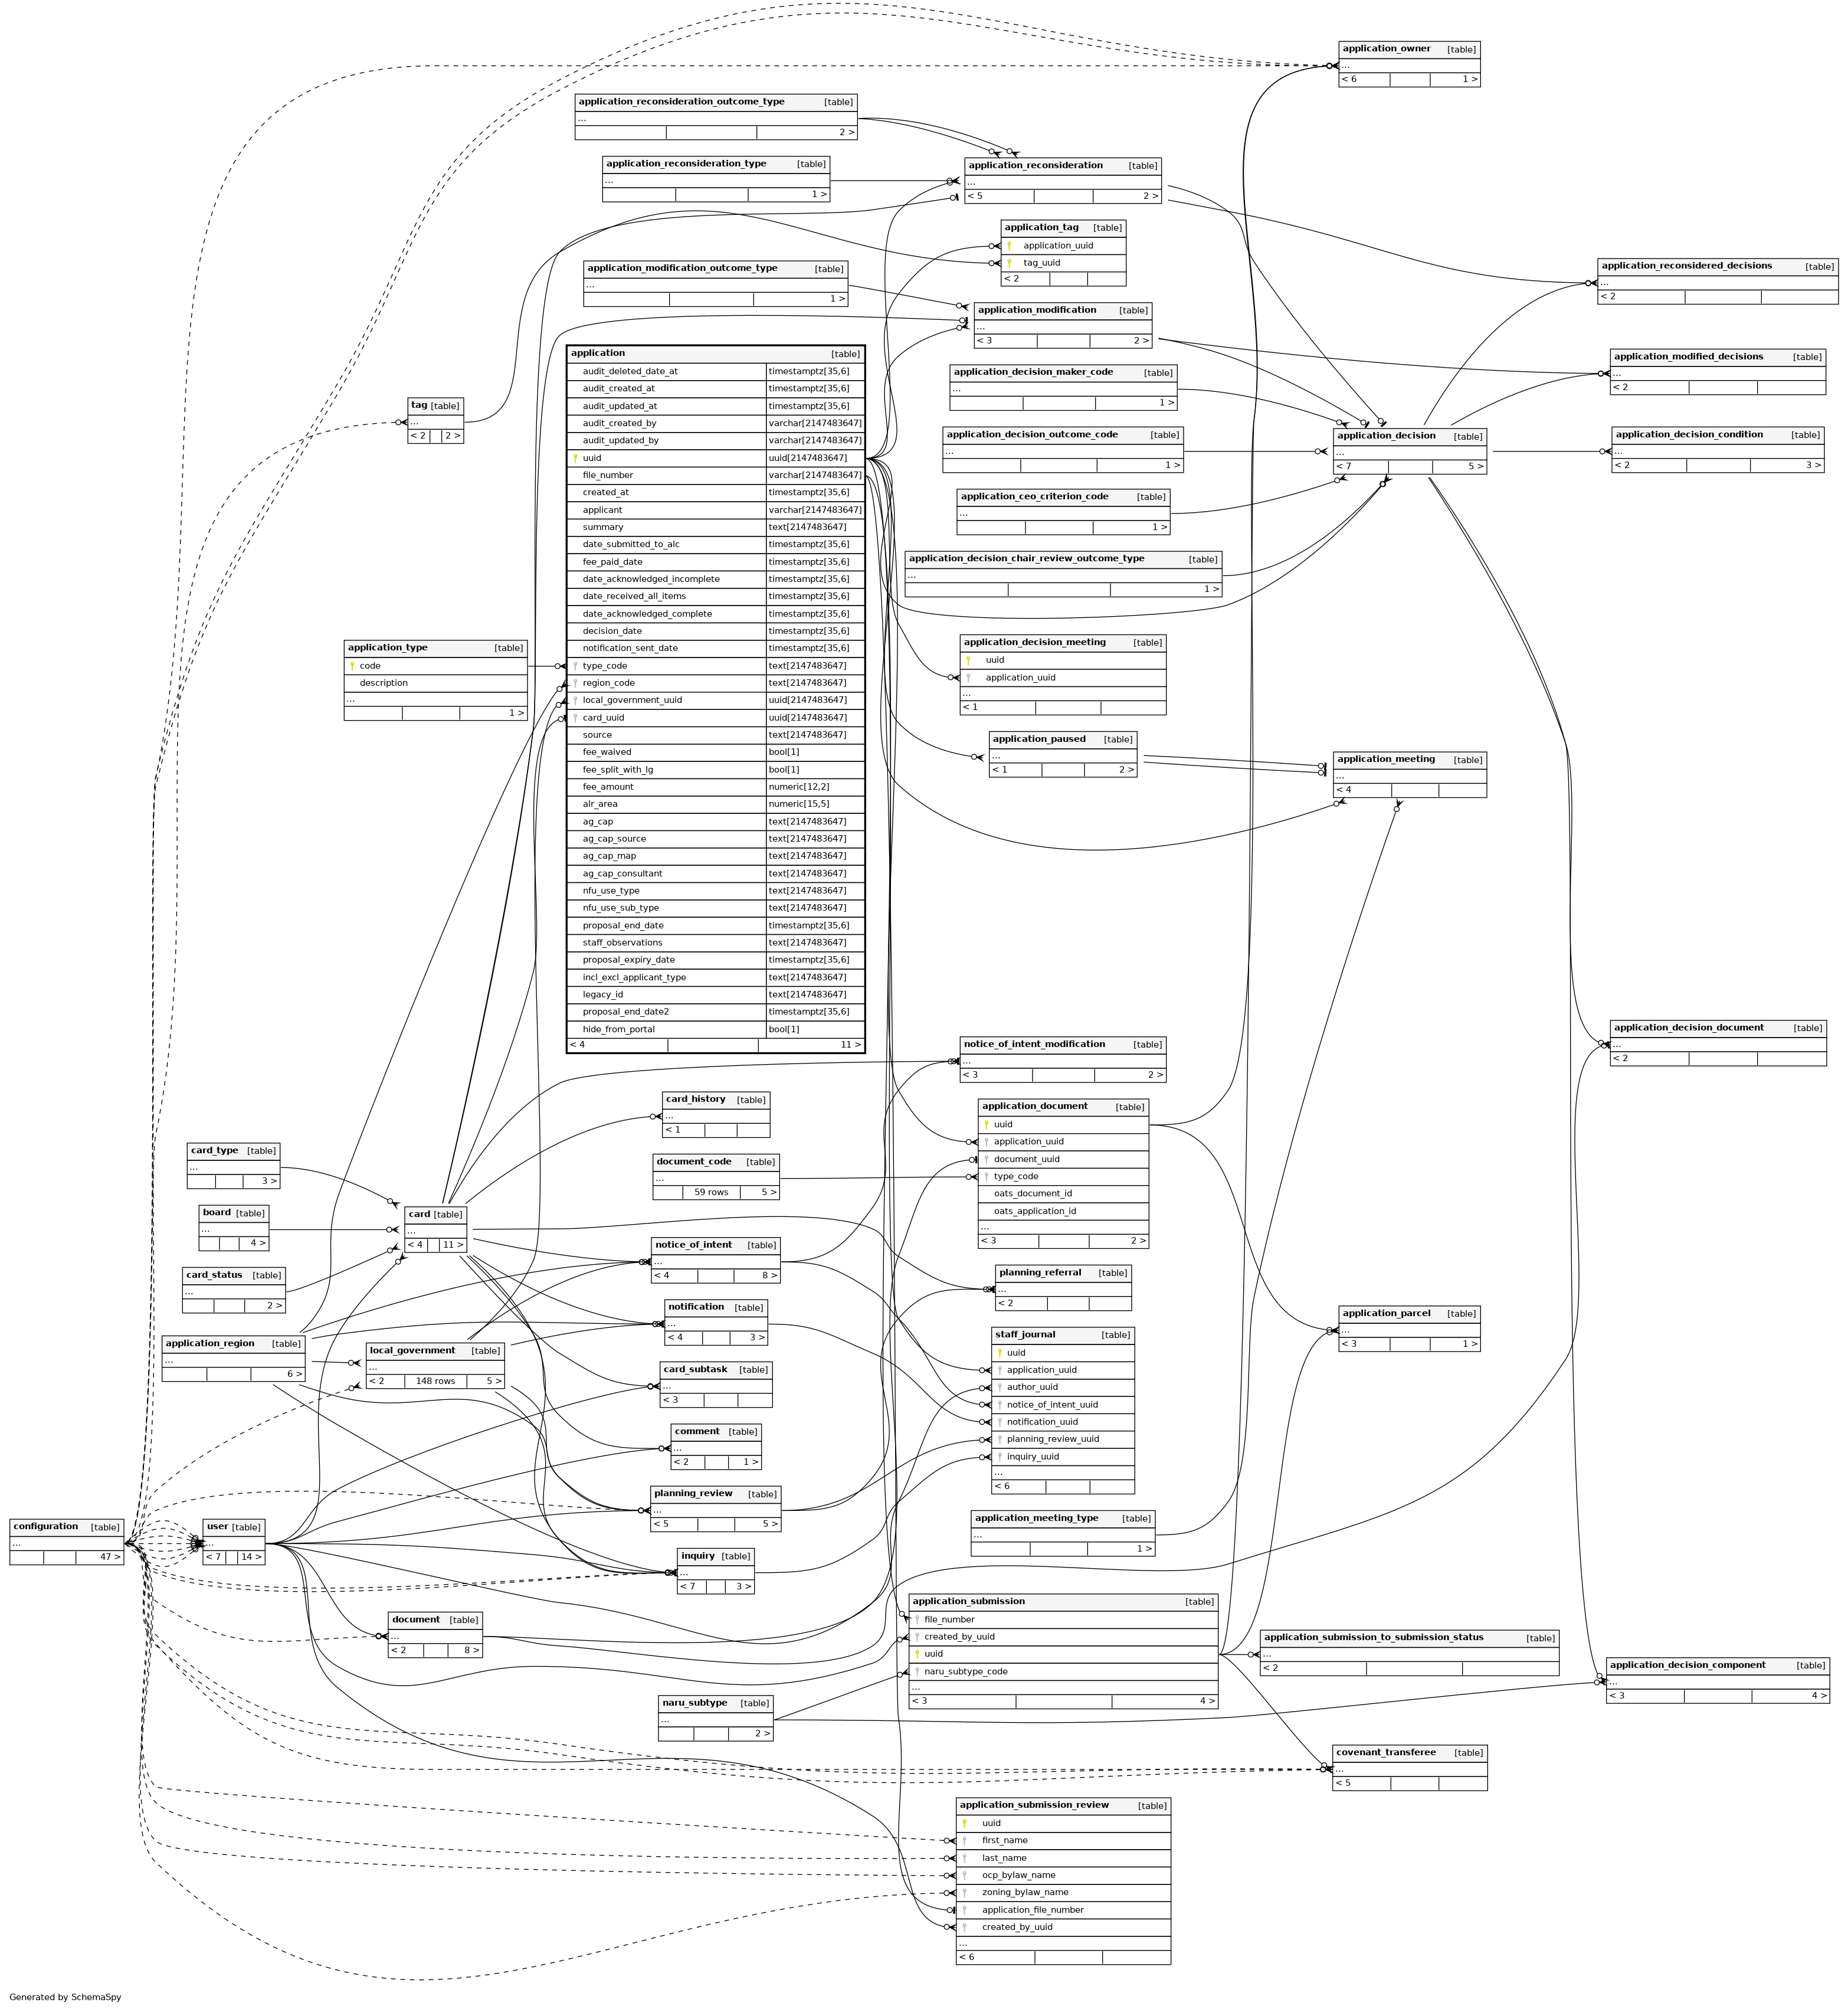 application_owner [table]
...
< 6 1 >
application_reconsideration_outcome_type [table]
...
2 >
application_reconsideration_type [table]
...
1 >
application_reconsideration [table]
...
< 5 2 >
application_tag [table]
application_uuid
tag_uuid
< 2
application_modification_outcome_type [table]
...
1 >
application_reconsidered_decisions [table]
...
< 2
application_modification [table]
...
< 3 2 >
application_modified_decisions [table]
...
< 2
application_decision_maker_code [table]
...
1 >
tag [table]
...
< 2 2 >
application_decision_outcome_code [table]
...
1 >
application_decision [table]
...
< 7 5 >
application_decision_condition [table]
...
< 2 3 >
application_ceo_criterion_code [table]
...
1 >
application_decision_chair_review_outcome_type [table]
...
1 >
application [table]
audit_deleted_date_at timestamptz[35,6]
audit_created_at timestamptz[35,6]
audit_updated_at timestamptz[35,6]
audit_created_by varchar[2147483647]
audit_updated_by varchar[2147483647]
uuid uuid[2147483647]
file_number varchar[2147483647]
created_at timestamptz[35,6]
applicant varchar[2147483647]
summary text[2147483647]
date_submitted_to_alc timestamptz[35,6]
fee_paid_date timestamptz[35,6]
date_acknowledged_incomplete timestamptz[35,6]
date_received_all_items timestamptz[35,6]
date_acknowledged_complete timestamptz[35,6]
decision_date timestamptz[35,6]
notification_sent_date timestamptz[35,6]
type_code text[2147483647]
region_code text[2147483647]
local_government_uuid uuid[2147483647]
card_uuid uuid[2147483647]
source text[2147483647]
fee_waived bool[1]
fee_split_with_lg bool[1]
fee_amount numeric[12,2]
alr_area numeric[15,5]
ag_cap text[2147483647]
ag_cap_source text[2147483647]
ag_cap_map text[2147483647]
ag_cap_consultant text[2147483647]
nfu_use_type text[2147483647]
nfu_use_sub_type text[2147483647]
proposal_end_date timestamptz[35,6]
staff_observations text[2147483647]
proposal_expiry_date timestamptz[35,6]
incl_excl_applicant_type text[2147483647]
legacy_id text[2147483647]
proposal_end_date2 timestamptz[35,6]
hide_from_portal bool[1]
< 4 11 >
application_type [table]
code
description
...
1 >
application_decision_meeting [table]
uuid
application_uuid
...
< 1
application_paused [table]
...
< 1 2 >
application_meeting [table]
...
< 4
application_decision_document [table]
...
< 2
notice_of_intent_modification [table]
...
< 3 2 >
card_history [table]
...
< 1
application_document [table]
uuid
application_uuid
document_uuid
type_code
oats_document_id
oats_application_id
...
< 3 2 >
card_type [table]
...
3 >
document_code [table]
...
59 rows 5 >
board [table]
...
4 >
card [table]
...
< 4 11 >
notice_of_intent [table]
...
< 4 8 >
card_status [table]
...
2 >
planning_referral [table]
...
< 2
notification [table]
...
< 4 3 >
application_parcel [table]
...
< 3 1 >
application_region [table]
...
6 >
local_government [table]
...
< 2 148 rows 5 >
staff_journal [table]
uuid
application_uuid
author_uuid
notice_of_intent_uuid
notification_uuid
planning_review_uuid
inquiry_uuid
...
< 6
card_subtask [table]
...
< 3
comment [table]
...
< 2 1 >
planning_review [table]
...
< 5 5 >
application_meeting_type [table]
...
1 >
configuration [table]
...
47 >
user [table]
...
< 7 14 >
inquiry [table]
...
< 7 3 >
application_submission [table]
file_number
created_by_uuid
uuid
naru_subtype_code
...
< 3 4 >
document [table]
...
< 2 8 >
application_submission_to_submission_status [table]
...
< 2
application_decision_component [table]
...
< 3 4 >
naru_subtype [table]
...
2 >
covenant_transferee [table]
...
< 5
application_submission_review [table]
uuid
first_name
last_name
ocp_bylaw_name
zoning_bylaw_name
application_file_number
created_by_uuid
...
< 6
Generated by SchemaSpy